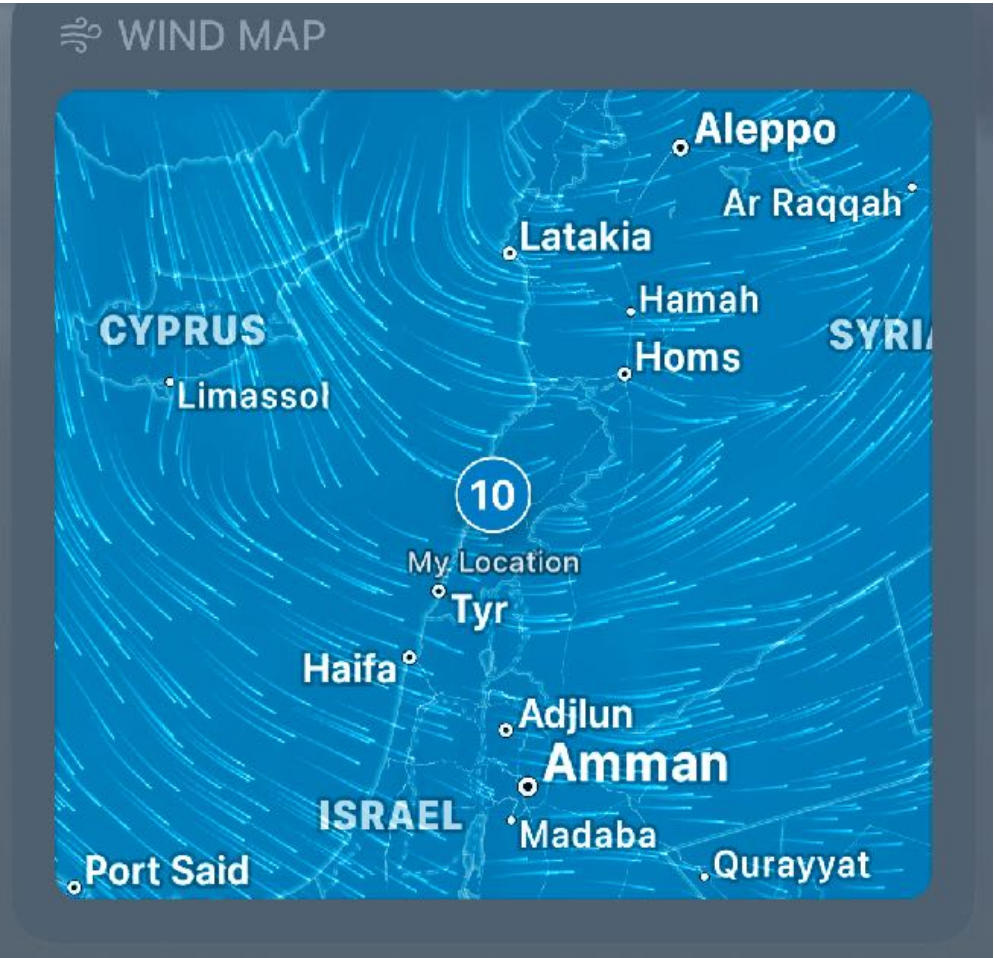 WIND MAP
Aleppo
Ar Raqqah
Latakia
Hamah
CYPRUS
SYRIA
Homs
Limassol
10
My Location
Tyr
Haifa
Adjlun
Amman
ISRAEL
Madaba
Port Said
Qurayyat